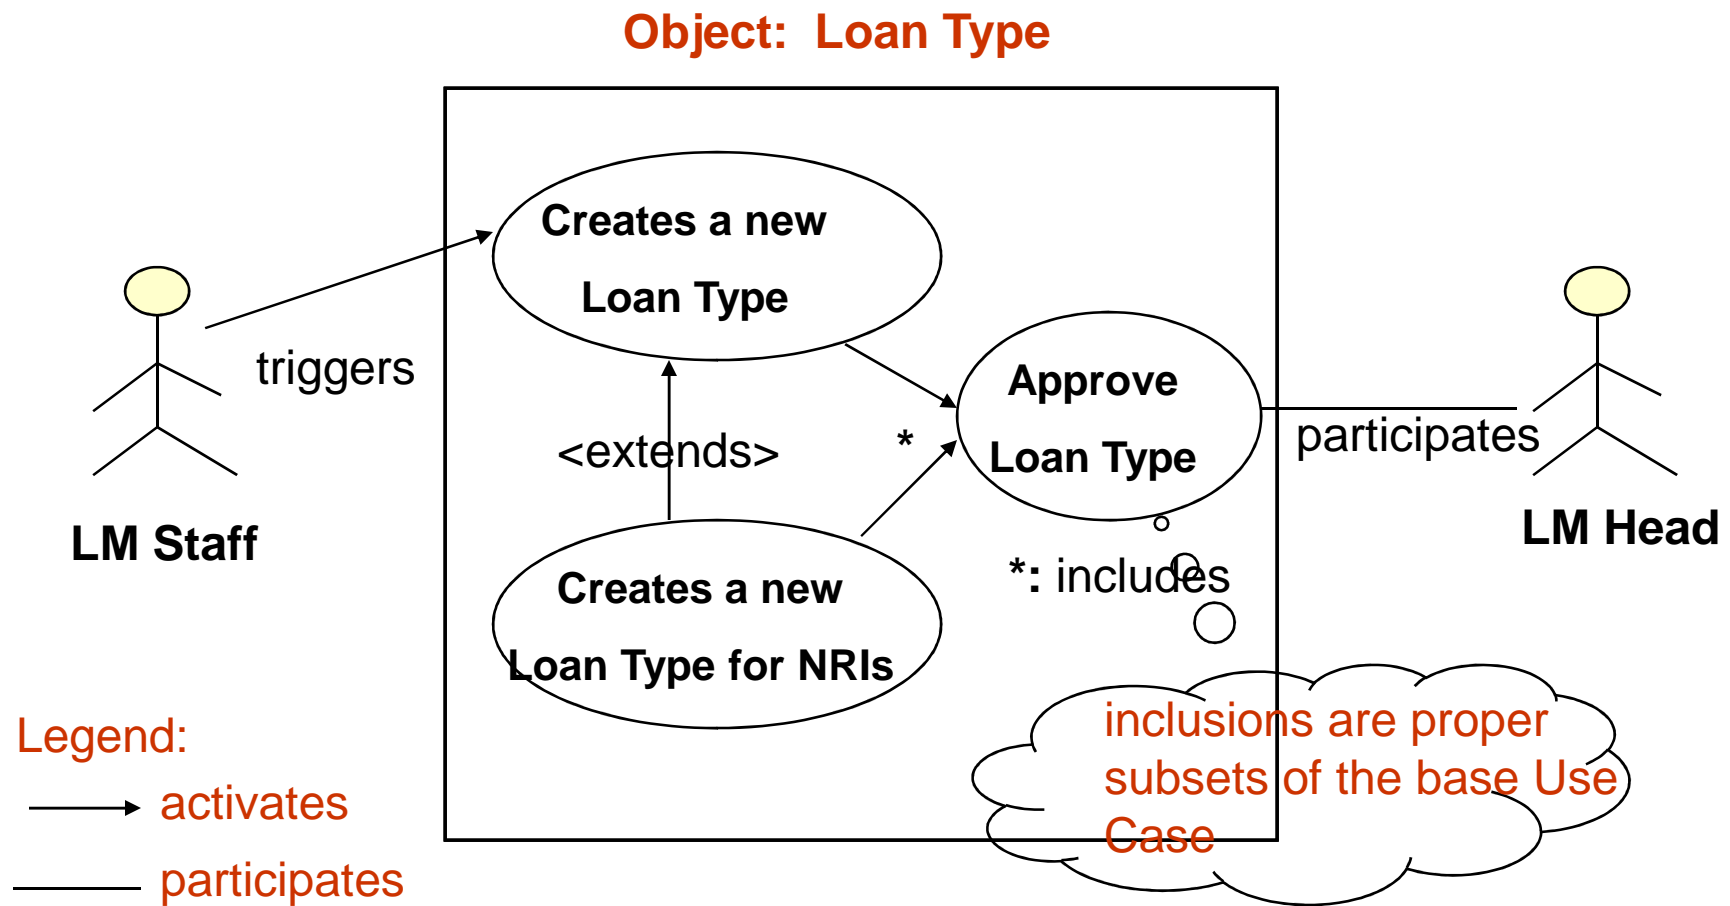 Object: Loan Type
Creates a new
Loan Type
triggers
Approve
Loan Type
participates
<extends>
*
LM Staff
LM Head
*: includes
Creates a new
Loan Type for NRIs
inclusions are proper
subsets of the base Use
Case
Legend:
activates
participates